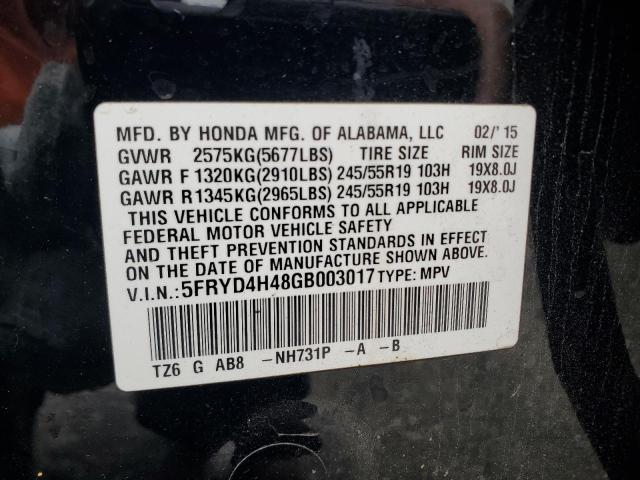 MFD. BY HONDA MFG. OF ALABAMA, LLC 02/'15
GVWR 2575KG(5677LBS) TIRE SIZE RIM SIZE
GAWR F 1320KG(2910LBS) 245/55R19 103H 19X8.0J
GAWR R 1345KG(2965LBS) 245/55R19 103H 19X8.0J
THIS VEHICLE CONFORMS TO ALL APPLICABLE
FEDERAL MOTOR VEHICLE SAFETY
AND THEFT PREVENTION STANDARDS IN EFFECT
ON THE DATE OF MANUFACTURE SHOWN ABOVE.
V.I.N.: 5FRYD4H48GB003017 TYPE: MPV
TZ6 G AB8 -NH731P -A -B